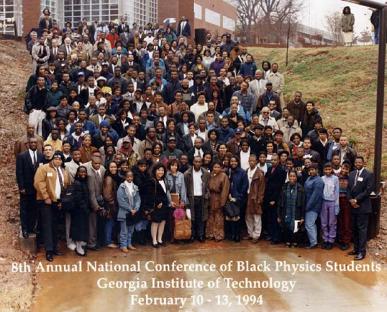 8th Annual National Conference of Black Physics Students
Georgia Institute of Technology
February 10 - 13, 1994